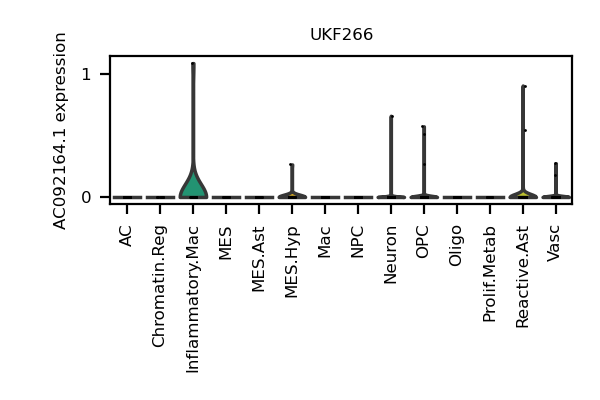 UKF266
AC092164.1 expression
1
0
AC
Chromatin.Reg
Inflammatory.Mac
MES
MES.Ast
MES.Hyp
Mac
NPC
Neuron
OPC
Oligo
Prolif.Metab
Reactive.Ast
Vasc